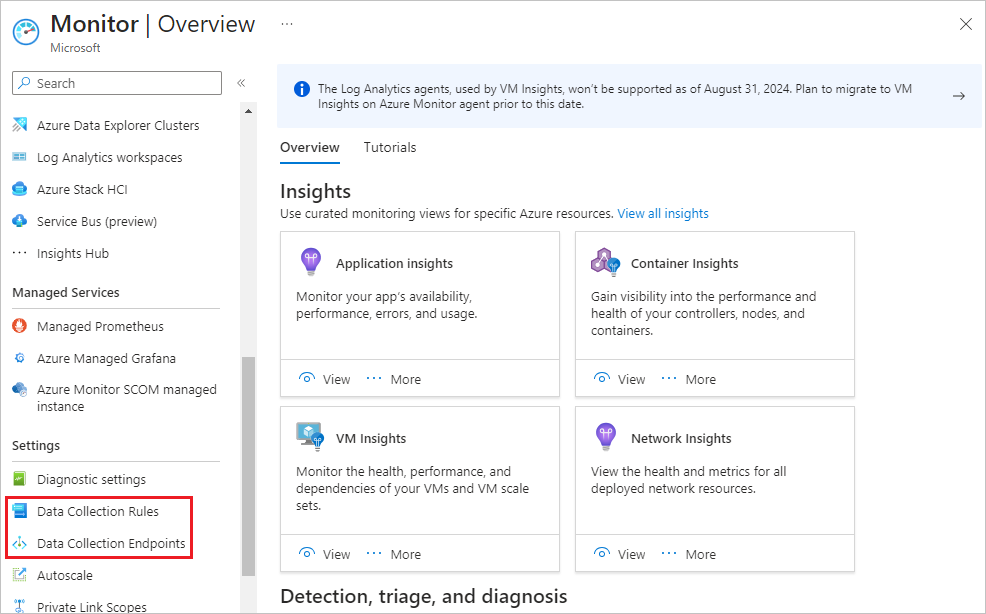 Monitor | Overview ...
Microsoft
Search
«
Azure Data Explorer Clusters
Log Analytics workspaces
Azure Stack HCI
Service Bus (preview)
Insights Hub
Managed Services
Managed Prometheus
Azure Managed Grafana
Azure Monitor SCOM managed
instance
Settings
Diagnostic settings
Data Collection Rules
Data Collection Endpoints
Autoscale
Private Link Scopes
The Log Analytics agents, used by VM Insights, won't be supported as of August 31, 2024. Plan to migrate to VM
Insights on Azure Monitor agent prior to this date.
Overview Tutorials
Insights
Use curated monitoring views for specific Azure resources. View all insights
Application insights
Monitor your app's availability,
performance, errors, and usage.
View ... More
Container Insights
Gain visibility into the performance and
health of your controllers, nodes, and
containers.
View ... More
VM Insights
Monitor the health, performance, and
dependencies of your VMs and VM scale
sets.
View ... More
Network Insights
View the health and metrics for all
deployed network resources.
View ... More
Detection, triage, and diagnosis